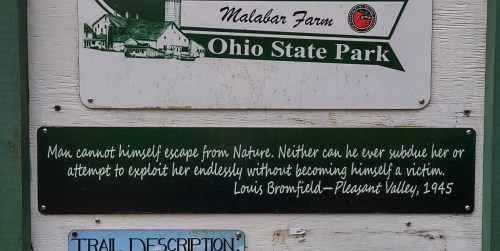 Malabar Farm
Ohio State Park
Man cannot himself escape from Nature. Neither can he ever subdue her or
attempt to exploit her endlessly without becoming himself a victim.
Louis Bromfield—Pleasant Valley, 1945
TRAIL DESCRIPTION: